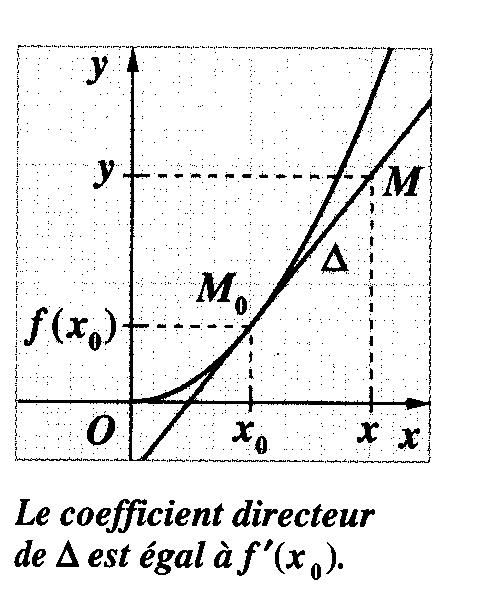 y
y
M
Δ
M₀
f(x₀)
O
x₀
x
x
Le coefficient directeur
de Δ est égal à f′(x₀).